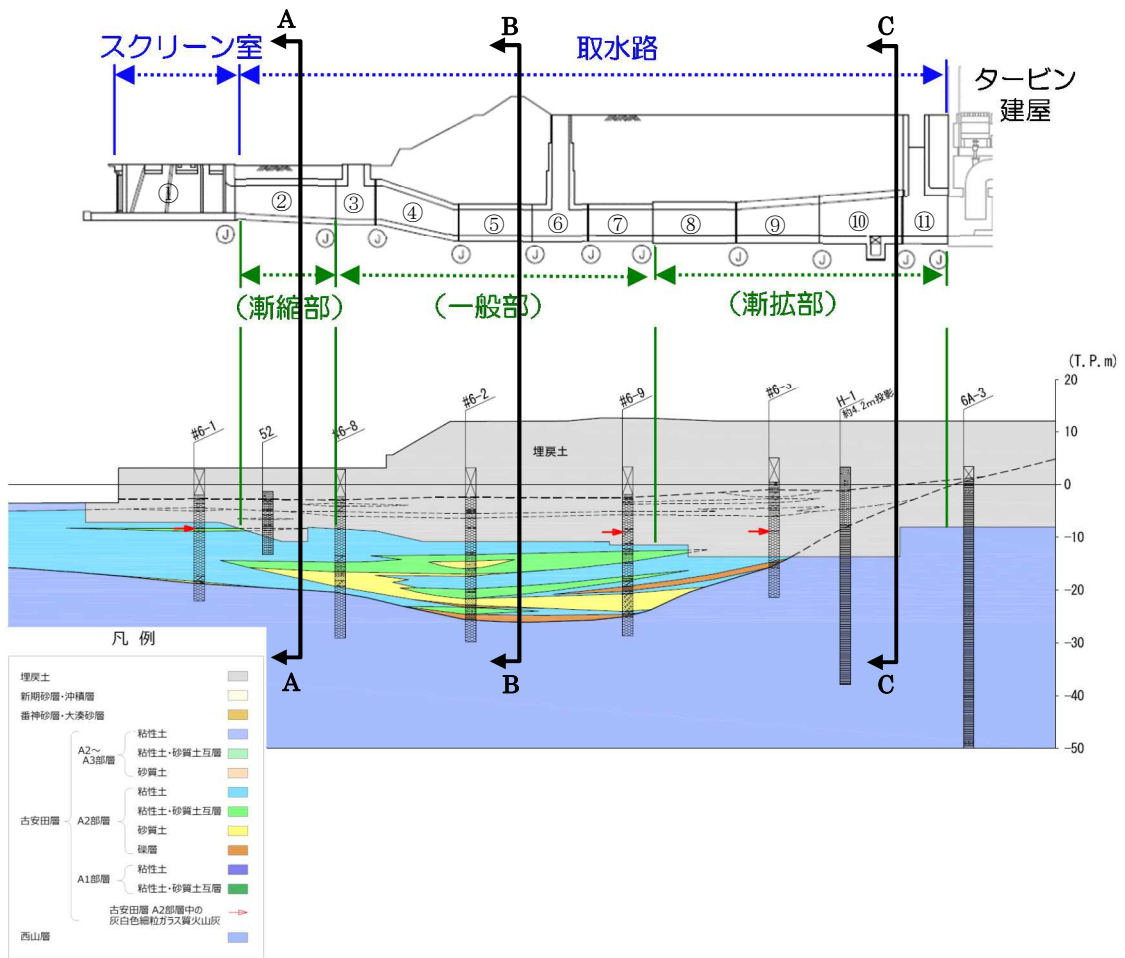 A
B
C
スクリーン室
取水路
タービン
建屋
①
②
③
④
⑤
⑥
⑦
⑧
⑨
⑩
⑪
J
J
J
J
J
J
J
J
J
J
(漸縮部)
(一般部)
(漸拡部)
(T.P.m)
#6-1
52
#6-8
#6-2
#6-9
#6-3
H-1
約4.2m投影
6A-3
埋戻土
20
10
0
-10
-20
-30
-40
-50
A
B
C
凡 例
埋戻土
新期砂層・沖積層
番神砂層・大湊砂層
古安田層
A2～
A3部層
粘性土
粘性土・砂質土互層
砂質土
A2部層
粘性土
粘性土・砂質土互層
砂質土
礫層
A1部層
粘性土
粘性土・砂質土互層
古安田層 A2部層中の
灰白色細粒ガラス質火山灰
西山層